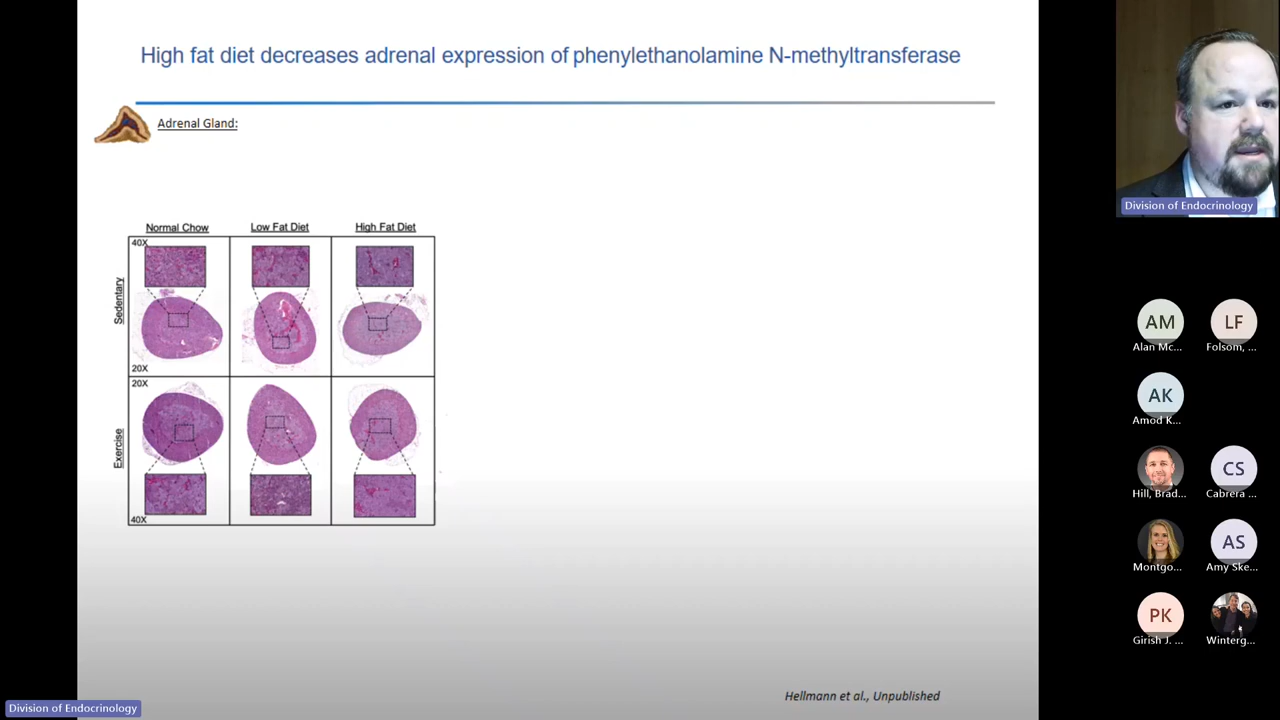 High fat diet decreases adrenal expression of phenylethanolamine N-methyltransferase
Adrenal Gland:
Normal Chow
Low Fat Diet
High Fat Diet
40X
Sedentary
20X
20X
Exercise
40X
Hellmann et al., Unpublished
Division of Endocrinology
Division of Endocrinology
AM
LF
Alan Mc...
Folsom, ...
AK
Amod K...
CS
Hill, Brad...
Cabrera ...
AS
Montgo...
Amy Ske...
PK
Girish J. ...
Winterg...